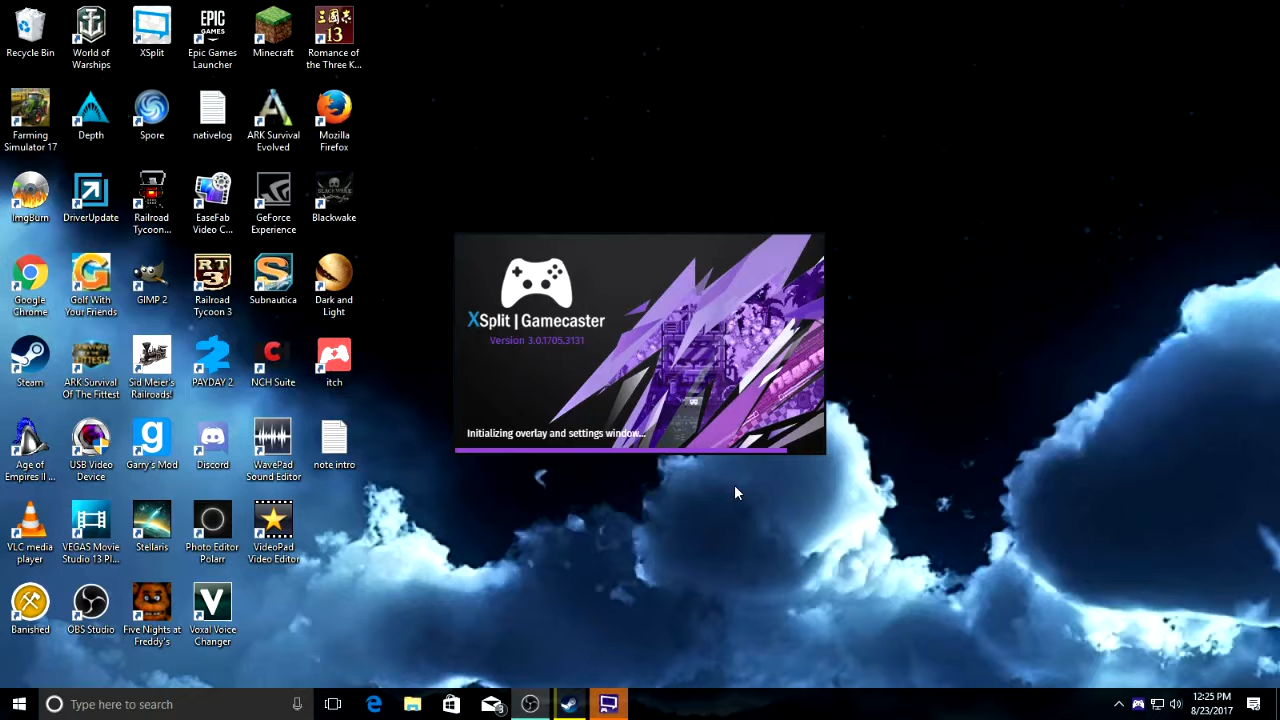 Recycle Bin
World of
Warships
XSplit
EPIC
GAMES
Epic Games
Launcher
Minecraft
三國志
13
Romance of
the Three K...
Farming
Simulator 17
Depth
Spore
nativelog
ARK Survival
Evolved
Mozilla
Firefox
ImgBurn
DriverUpdate
Railroad
Tycoon...
EaseFab
Video C...
GeForce
Experience
BLACKWAKE
Blackwake
Google
Chrome
Golf With
Your Friends
GIMP 2
RT
3
Railroad
Tycoon 3
Subnautica
Dark and
Light
Steam
ARK Survival
Of The Fittest
Sid Meier's
Railroads!
PAYDAY 2
NCH Suite
itch
Age of
Empires II ...
USB Video
Device
g
Garry's Mod
Discord
WavePad
Sound Editor
note intro
VLC media
player
VEGAS Movie
Studio 13 Pl...
Stellaris
Photo Editor
Polarr
VideoPad
Video Editor
Banished
OBS Studio
Five Nights at
Freddy's
Voxal Voice
Changer
XSplit | Gamecaster
Version 3.0.1705.3131
Initializing overlay and settings window...
Type here to search
12:25 PM
8/23/2017